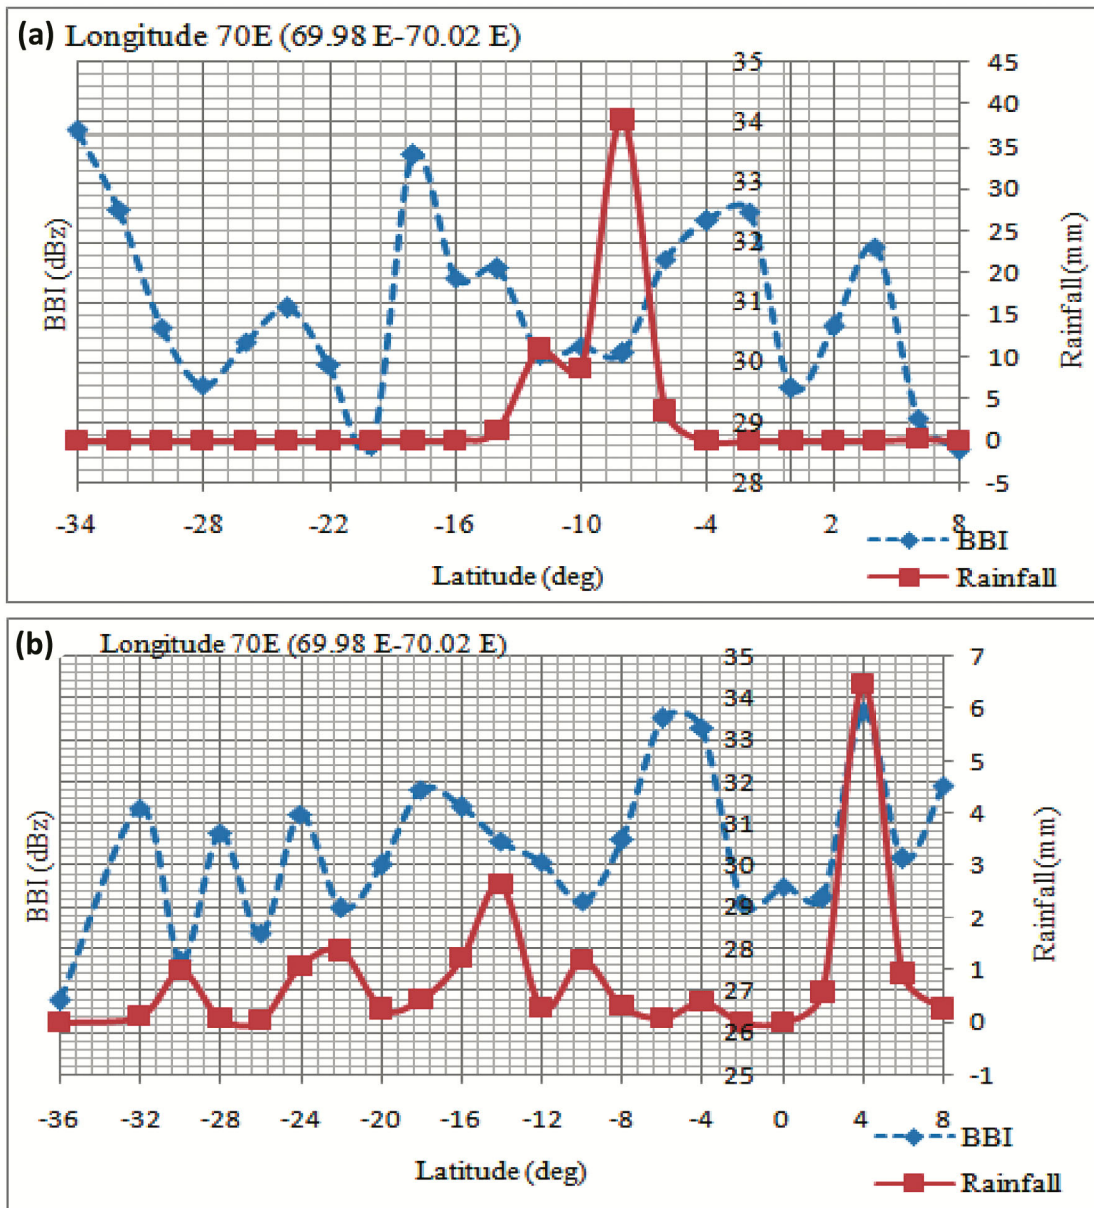 (a) Longitude 70E (69.98 E-70.02 E)
BBI (dBz)
35
34
33
32
31
30
29
28
45
40
35
30
25
20
15
10
5
0
-5
Rainfall(mm)
-34 -28 -22 -16 -10 -4 2 8
Latitude (deg)
BBI
Rainfall
(b) Longitude 70E (69.98 E-70.02 E)
BBI (dBz)
35
34
33
32
31
30
29
28
27
26
25
7
6
5
4
3
2
1
0
-1
Rainfall(mm)
-36 -32 -28 -24 -20 -16 -12 -8 -4 0 4 8
Latitude (deg)
BBI
Rainfall